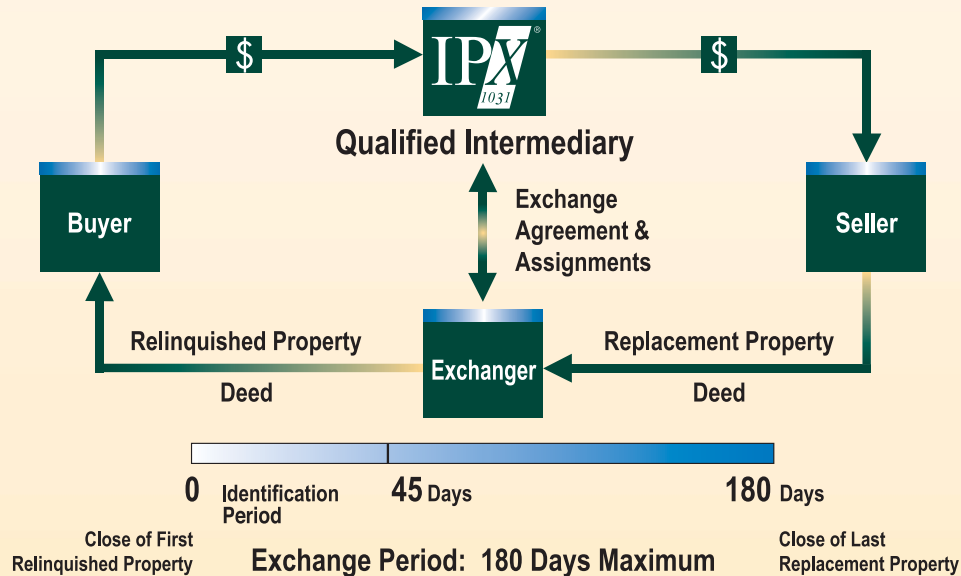 $
IPX®
1031
$
Qualified Intermediary
Buyer
Exchange
Agreement &
Assignments
Seller
Relinquished Property
Deed
Exchanger
Replacement Property
Deed
0 Identification
Period
45 Days
180 Days
Close of First
Relinquished Property
Exchange Period: 180 Days Maximum
Close of Last
Replacement Property